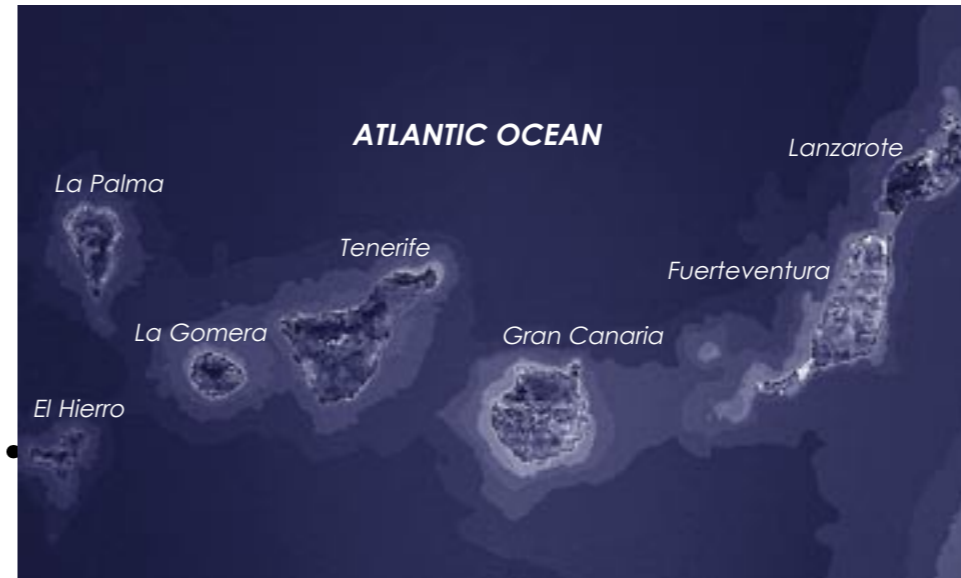 ATLANTIC OCEAN
Lanzarote
La Palma
Tenerife
Fuerteventura
La Gomera
Gran Canaria
El Hierro